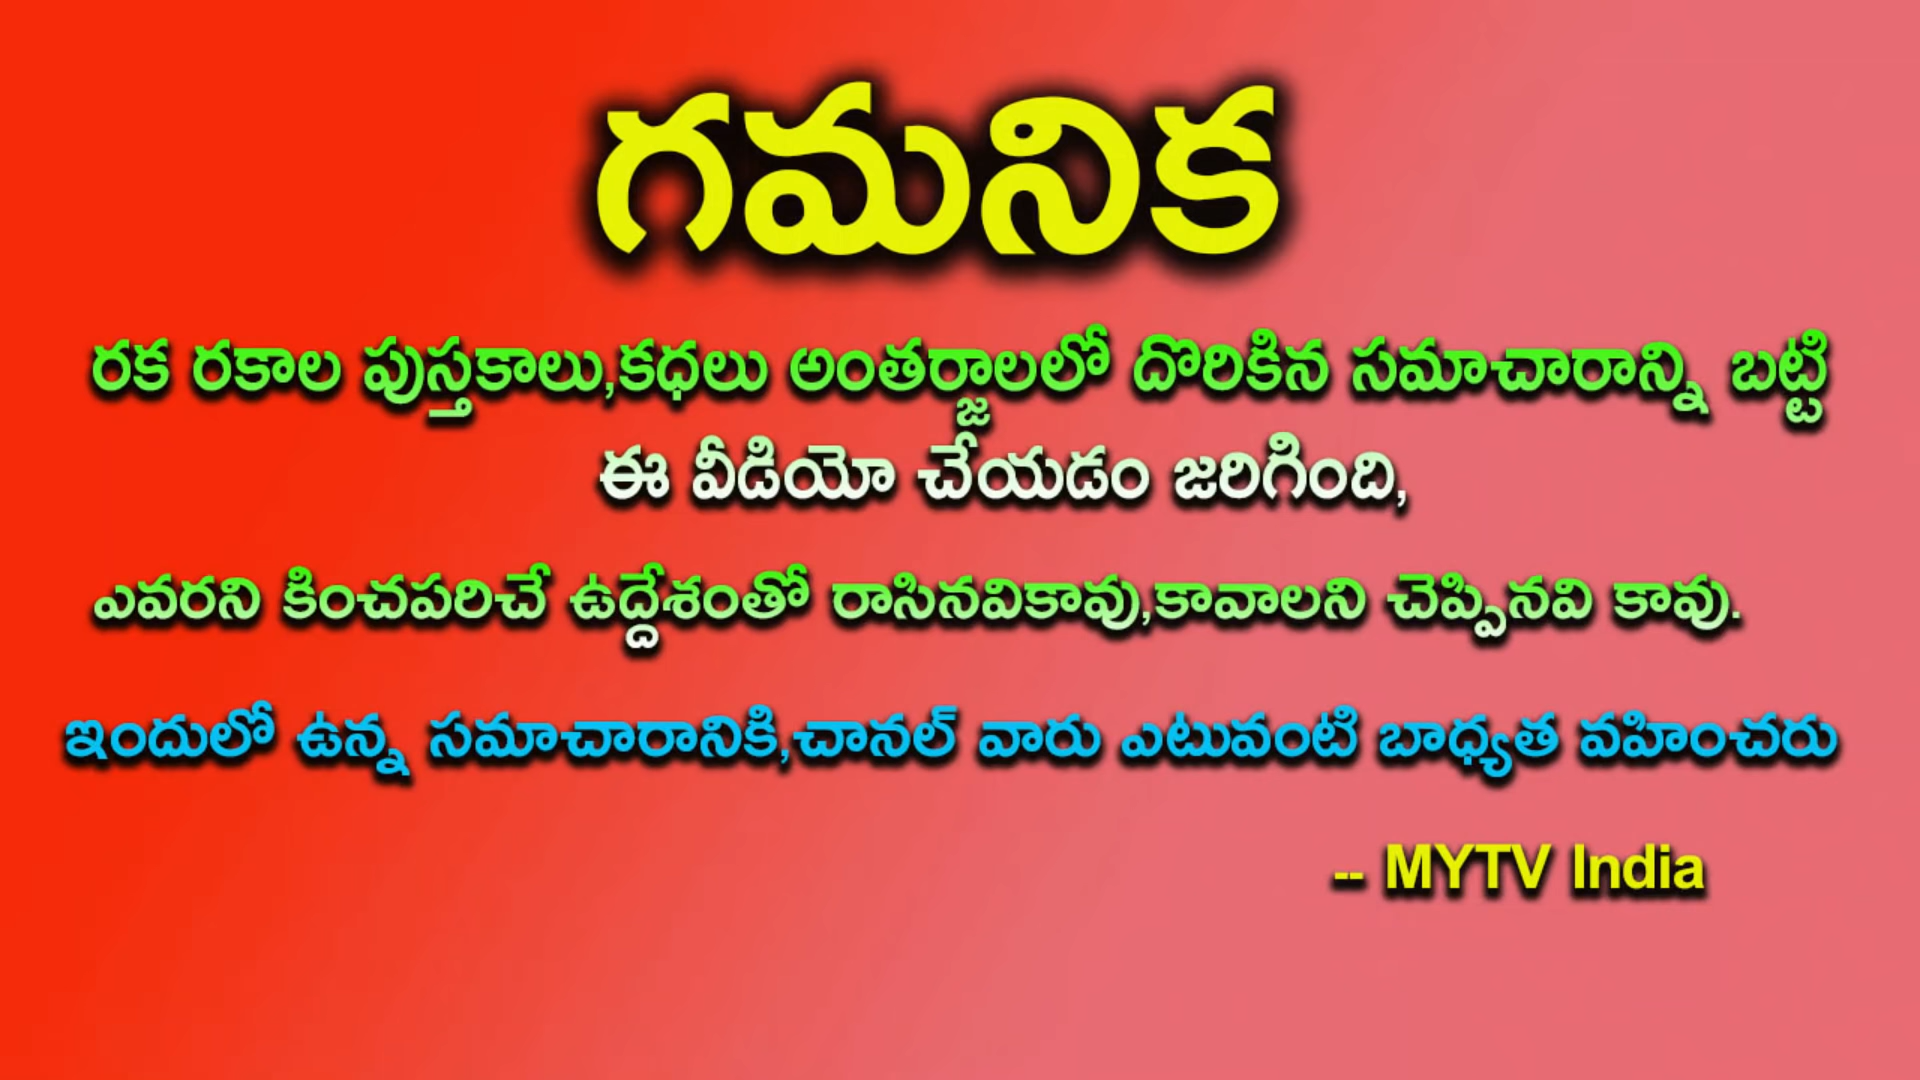 గమనిక
రక రకాల పుస్తకాలు,కధలు అంతర్జాలలో దొరికిన సమాచారాన్ని బట్టి
ఈ వీడియో చేయడం జరిగింది,
ఎవరని కించపరిచే ఉద్దేశంతో రాసినవికావు,కావాలని చెప్పినవి కావు.
ఇందులో ఉన్న సమాచారానికి,చానల్ వారు ఎటువంటి బాధ్యత వహించరు
-- MYTV India